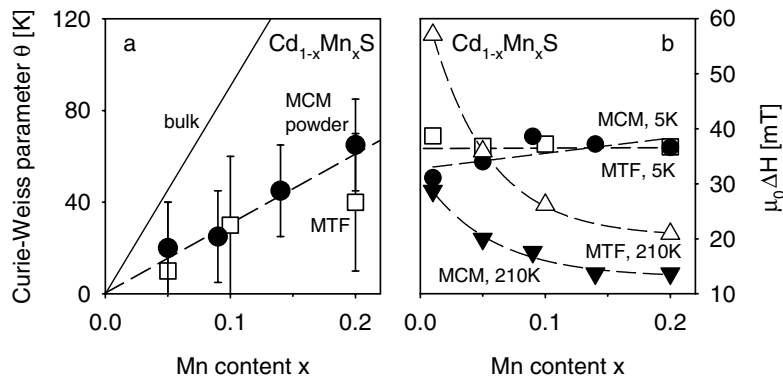 120
80
40
0
Curie-Weiss parameter θ [K]
a
Cd1-xMnxS
bulk
MCM
powder
MTF
0.0
0.1
0.2
Mn content x
Cd1-xMnxS
b
MCM, 5K
MTF, 5K
MTF, 210K
MCM, 210K
0.0
0.1
0.2
Mn content x
60
50
40
30
20
10
μ0ΔH [mT]